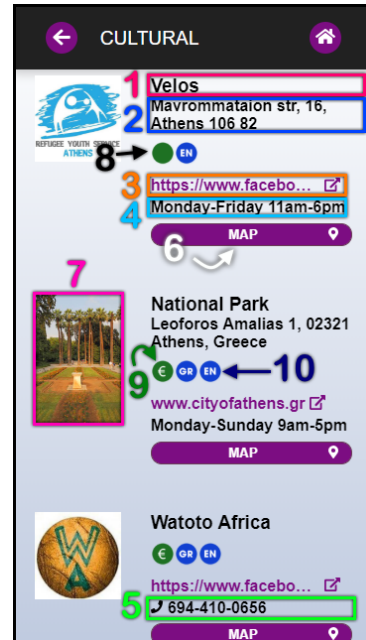 CULTURAL
1
Velos
2
Mavrommataion str, 16,
Athens 106 82
REFUGEE YOUTH SERVICE
ATHENS
8
EN
3
https://www.facebo...
4
Monday-Friday 11am-6pm
6
MAP
7
National Park
Leoforos Amalias 1, 02321
Athens, Greece
9
€ GR EN
10
www.cityofathens.gr
Monday-Sunday 9am-5pm
MAP
WA
Watoto Africa
€ GR EN
https://www.facebo...
5
694-410-0656
MAP